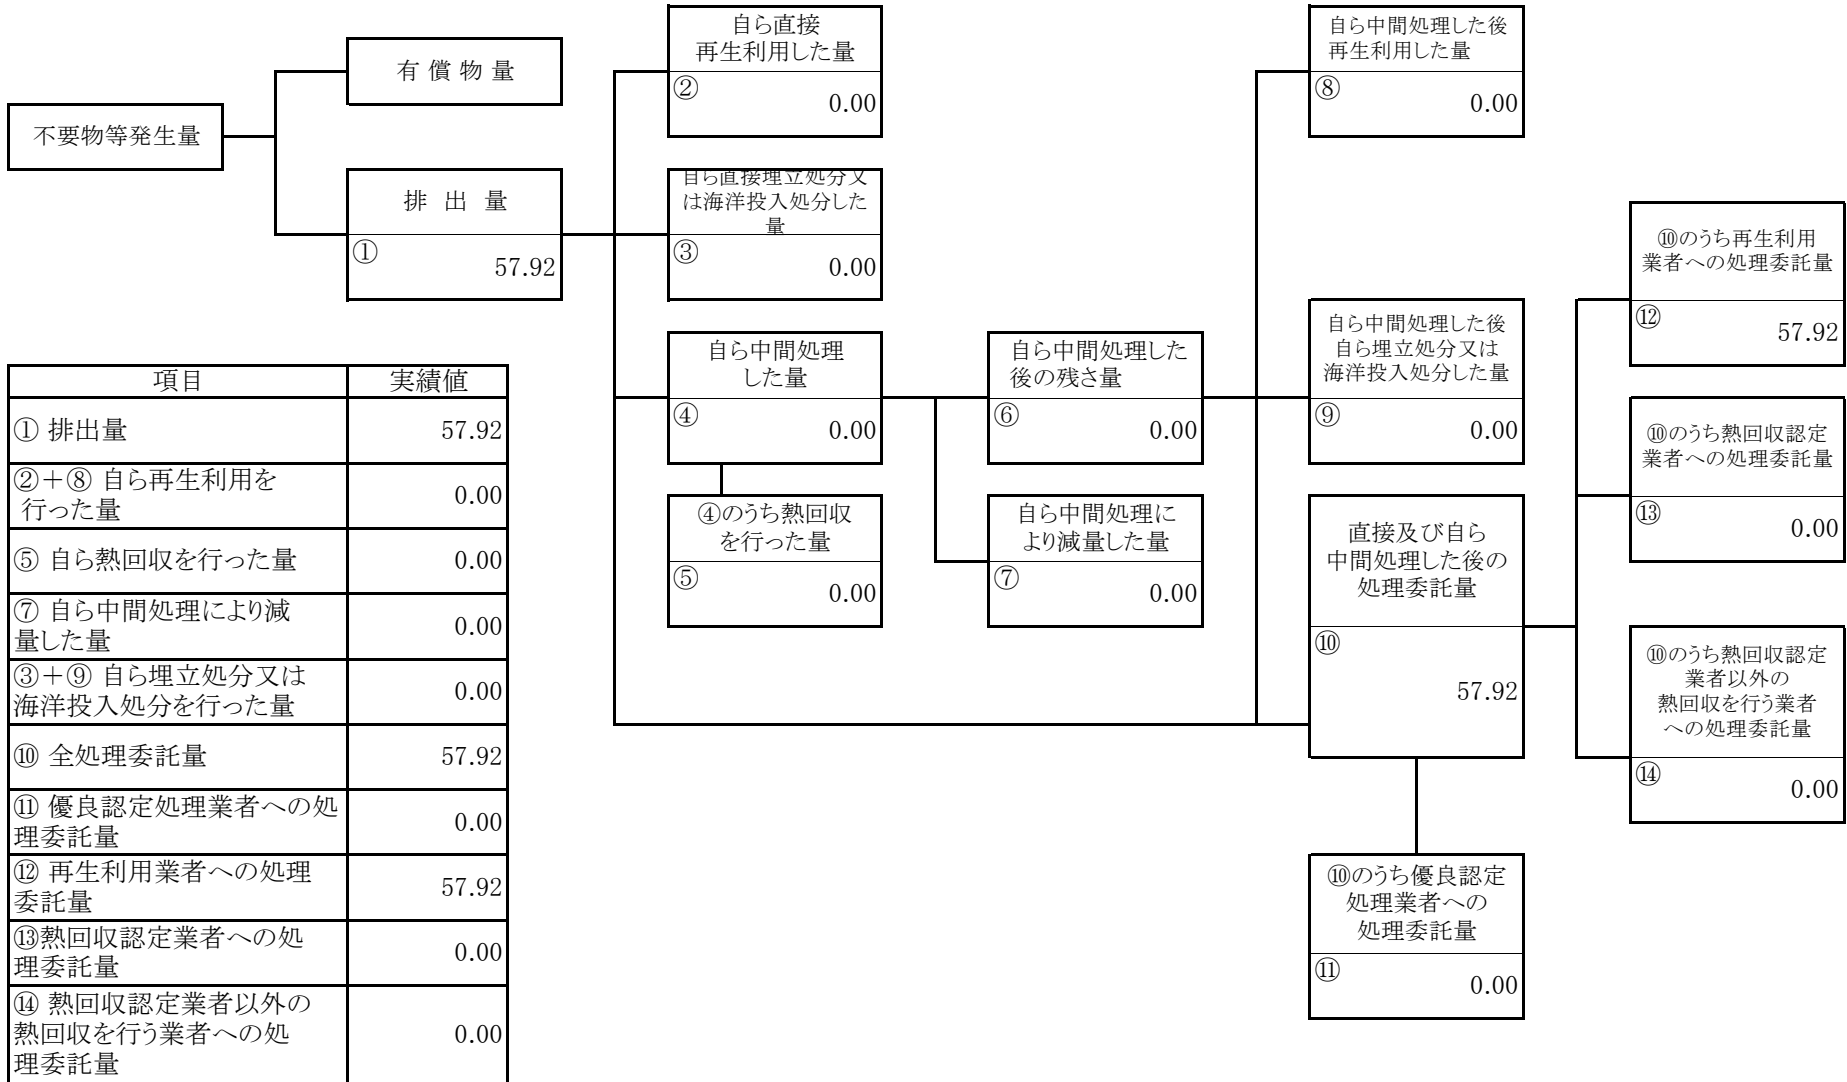 不要物等発生量
有 償 物 量
排 出 量
①
57.92
自ら直接
再生利用した量
②
0.00
自ら直接埋立処分又
は海洋投入処分した
量
③
0.00
自ら中間処理
した量
④
0.00
④のうち熱回収
を行った量
⑤
0.00
自ら中間処理した
後の残さ量
⑥
0.00
自ら中間処理に
より減量した量
⑦
0.00
自ら中間処理した後
再生利用した量
⑧
0.00
自ら中間処理した後
自ら埋立処分又は
海洋投入処分した量
⑨
0.00
直接及び自ら
中間処理した後の
処理委託量
⑩
57.92
⑩のうち優良認定
処理業者への
処理委託量
⑪
0.00
⑩のうち再生利用
業者への処理委託量
⑫
57.92
⑩のうち熱回収認定
業者への処理委託量
⑬
0.00
⑩のうち熱回収認定
業者以外の
熱回収を行う業者
への処理委託量
⑭
0.00
項目 実績値
① 排出量 57.92
②+⑧ 自ら再生利用を
行った量 0.00
⑤ 自ら熱回収を行った量 0.00
⑦ 自ら中間処理により減
量した量 0.00
③+⑨ 自ら埋立処分又は
海洋投入処分を行った量 0.00
⑩ 全処理委託量 57.92
⑪ 優良認定処理業者への処
理委託量 0.00
⑫ 再生利用業者への処理
委託量 57.92
⑬熱回収認定業者への処
理委託量 0.00
⑭ 熱回収認定業者以外の
熱回収を行う業者への処
理委託量 0.00